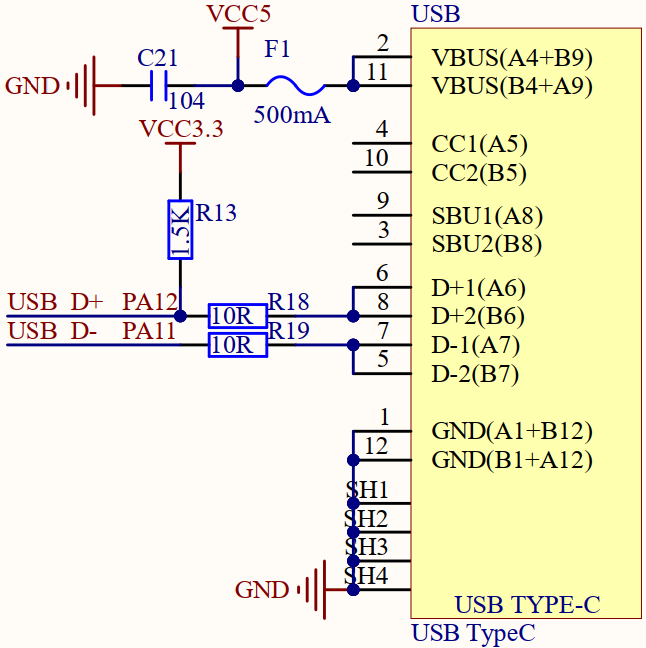 VCC5
USB
C21
F1
2
VBUS(A4+B9)
GND
11
VBUS(B4+A9)
104
500mA
VCC3.3
4
CC1(A5)
10
CC2(B5)
R13
1.5K
9
SBU1(A8)
3
SBU2(B8)
6
D+1(A6)
USB D+ PA12
10R
R18
8
D+2(B6)
USB D- PA11
10R
R19
7
D-1(A7)
5
D-2(B7)
1
GND(A1+B12)
12
GND(B1+A12)
SH1
SH2
SH3
SH4
GND
USB TYPE-C
USB TypeC